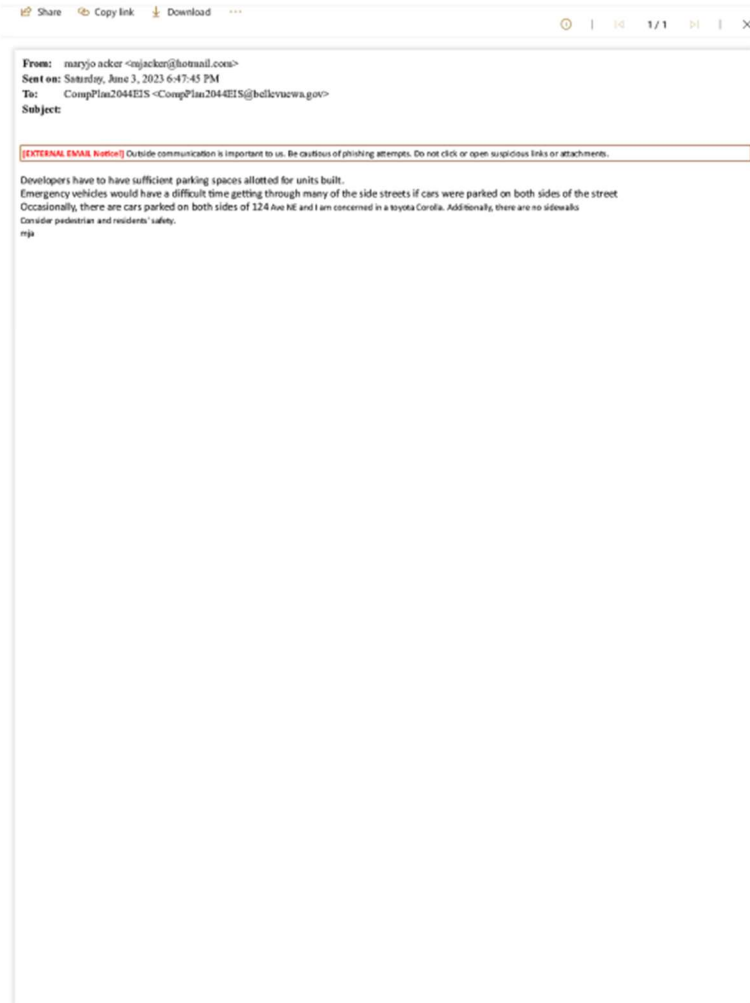 Share Copy link Download ...
1/1
From: maryjo acker <mjacker@hotmail.com>
Sent on: Saturday, June 3, 2023 6:47:45 PM
To: CompPlan2044EIS <CompPlan2044EIS@bellevuewa.gov>
Subject:
[EXTERNAL EMAIL Notice!] Outside communication is important to us. Be cautious of phishing attempts. Do not click or open suspicious links or attachments.
Developers have to have sufficient parking spaces allotted for units built.
Emergency vehicles would have a difficult time getting through many of the side streets if cars were parked on both sides of the street
Occasionally, there are cars parked on both sides of 124 Ave NE and I am concerned in a toyota Corolla. Additionally, there are no sidewalks
Consider pedestrian and residents' safety.
mja